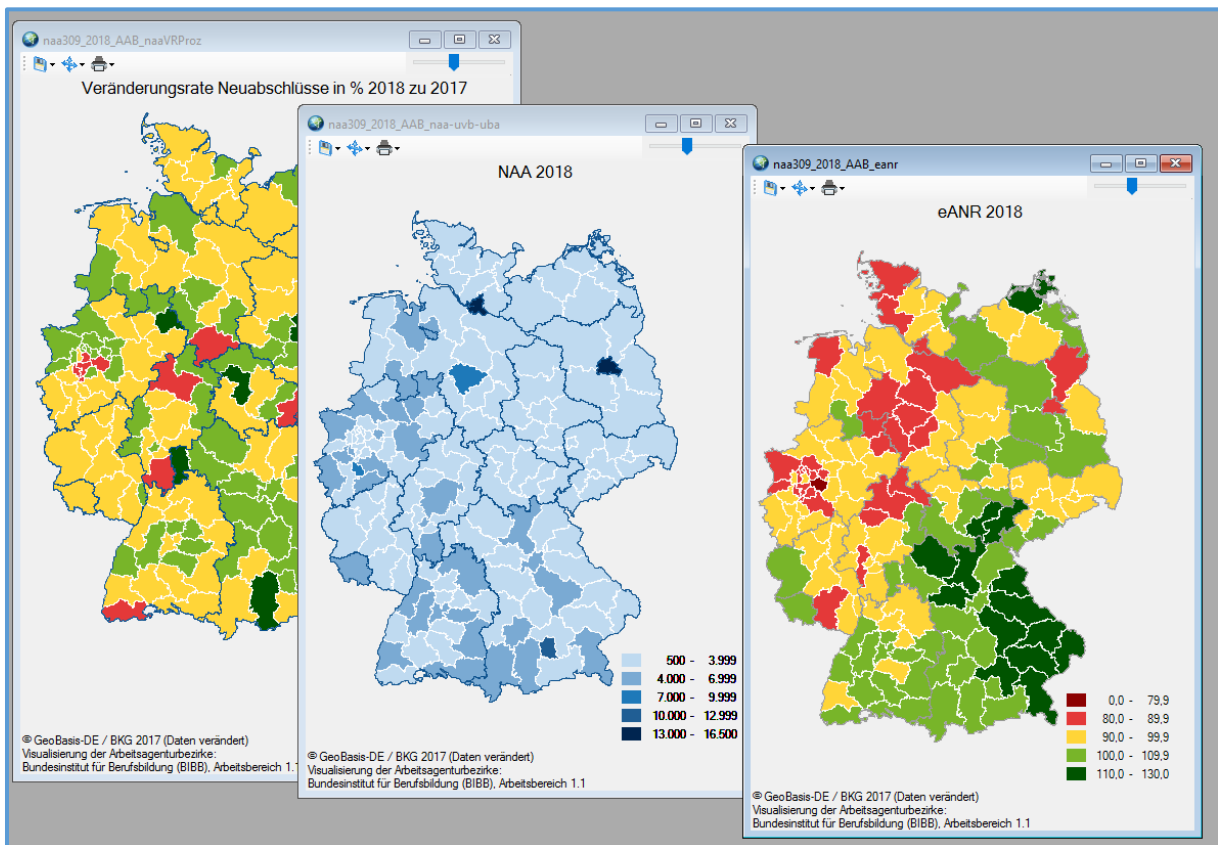 naa309_2018_AAB_naaVRProz
Veränderungsrate Neuabschlüsse in % 2018 zu 2017
© GeoBasis-DE / BKG 2017 (Daten verändert)
Visualisierung der Arbeitsagenturbezirke:
Bundesinstitut für Berufsbildung (BIBB), Arbeitsbereich 1.1
naa309_2018_AAB_naa-uvb-uba
NAA 2018
500 - 3.999
4.000 - 6.999
7.000 - 9.999
10.000 - 12.999
13.000 - 16.500
© GeoBasis-DE / BKG 2017 (Daten verändert)
Visualisierung der Arbeitsagenturbezirke:
Bundesinstitut für Berufsbildung (BIBB), Arbeitsbereich 1.1
naa309_2018_AAB_eanr
eANR 2018
0,0 - 79,9
80,0 - 89,9
90,0 - 99,9
100,0 - 109,9
110,0 - 130,0
© GeoBasis-DE / BKG 2017 (Daten verändert)
Visualisierung der Arbeitsagenturbezirke:
Bundesinstitut für Berufsbildung (BIBB), Arbeitsbereich 1.1